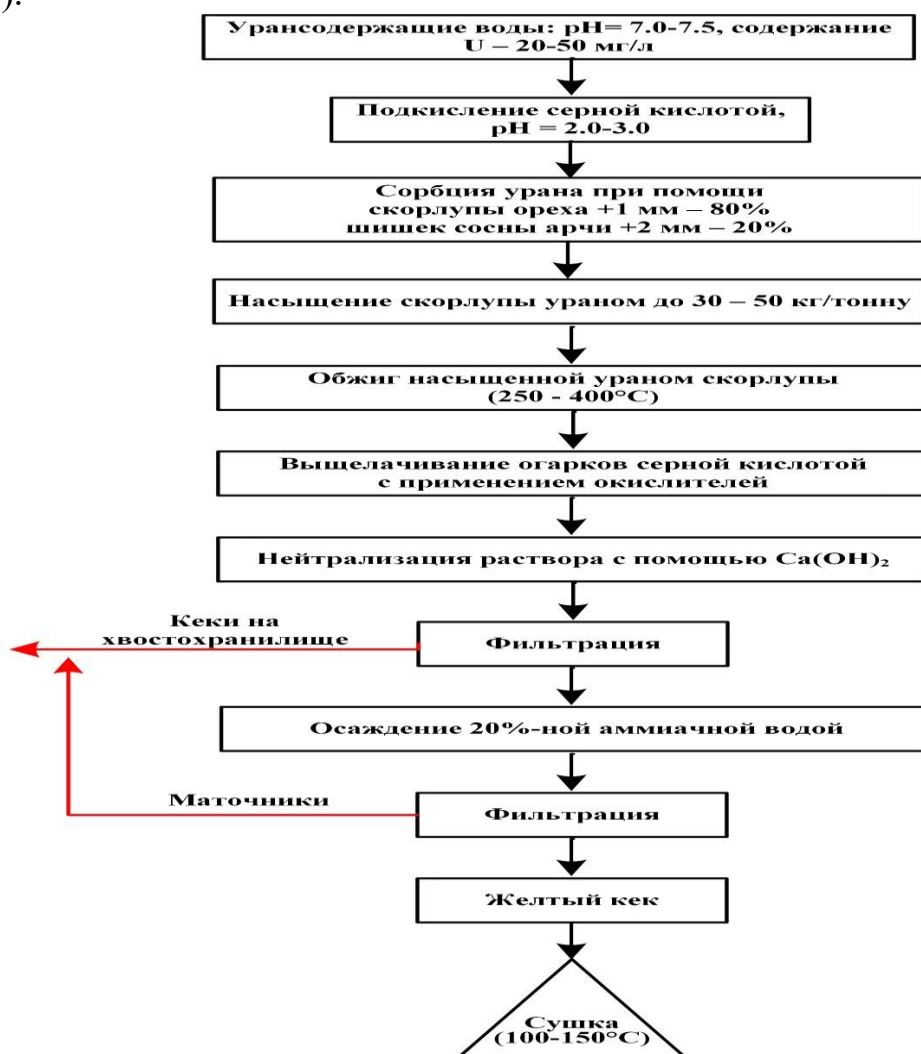 ).
Урансодержащие воды: pH= 7.0-7.5, содержание
U – 20-50 мг/л
Подкисление серной кислотой,
pH = 2.0-3.0
Сорбция урана при помощи
скорлупы ореха +1 мм – 80%
шишек сосны арчи +2 мм – 20%
Насыщение скорлупы ураном до 30 – 50 кг/тонну
Обжиг насыщенной ураном скорлупы
(250 - 400°C)
Выщелачивание огарков серной кислотой
с применением окислителей
Нейтрализация раствора с помощью Ca(OH)₂
Кеки на
хвостохранилище
Фильтрация
Осаждение 20%-ной аммиачной водой
Маточники
Фильтрация
Желтый кек
Сушка
(100-150°C)